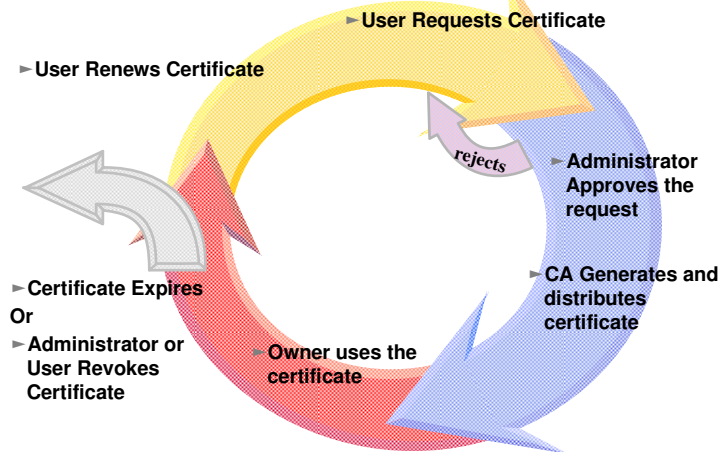 ► User Requests Certificate
► User Renews Certificate
rejects
► Administrator
Approves the
request
► CA Generates and
distributes
certificate
► Certificate Expires
Or
► Administrator or
User Revokes
Certificate
► Owner uses the
certificate